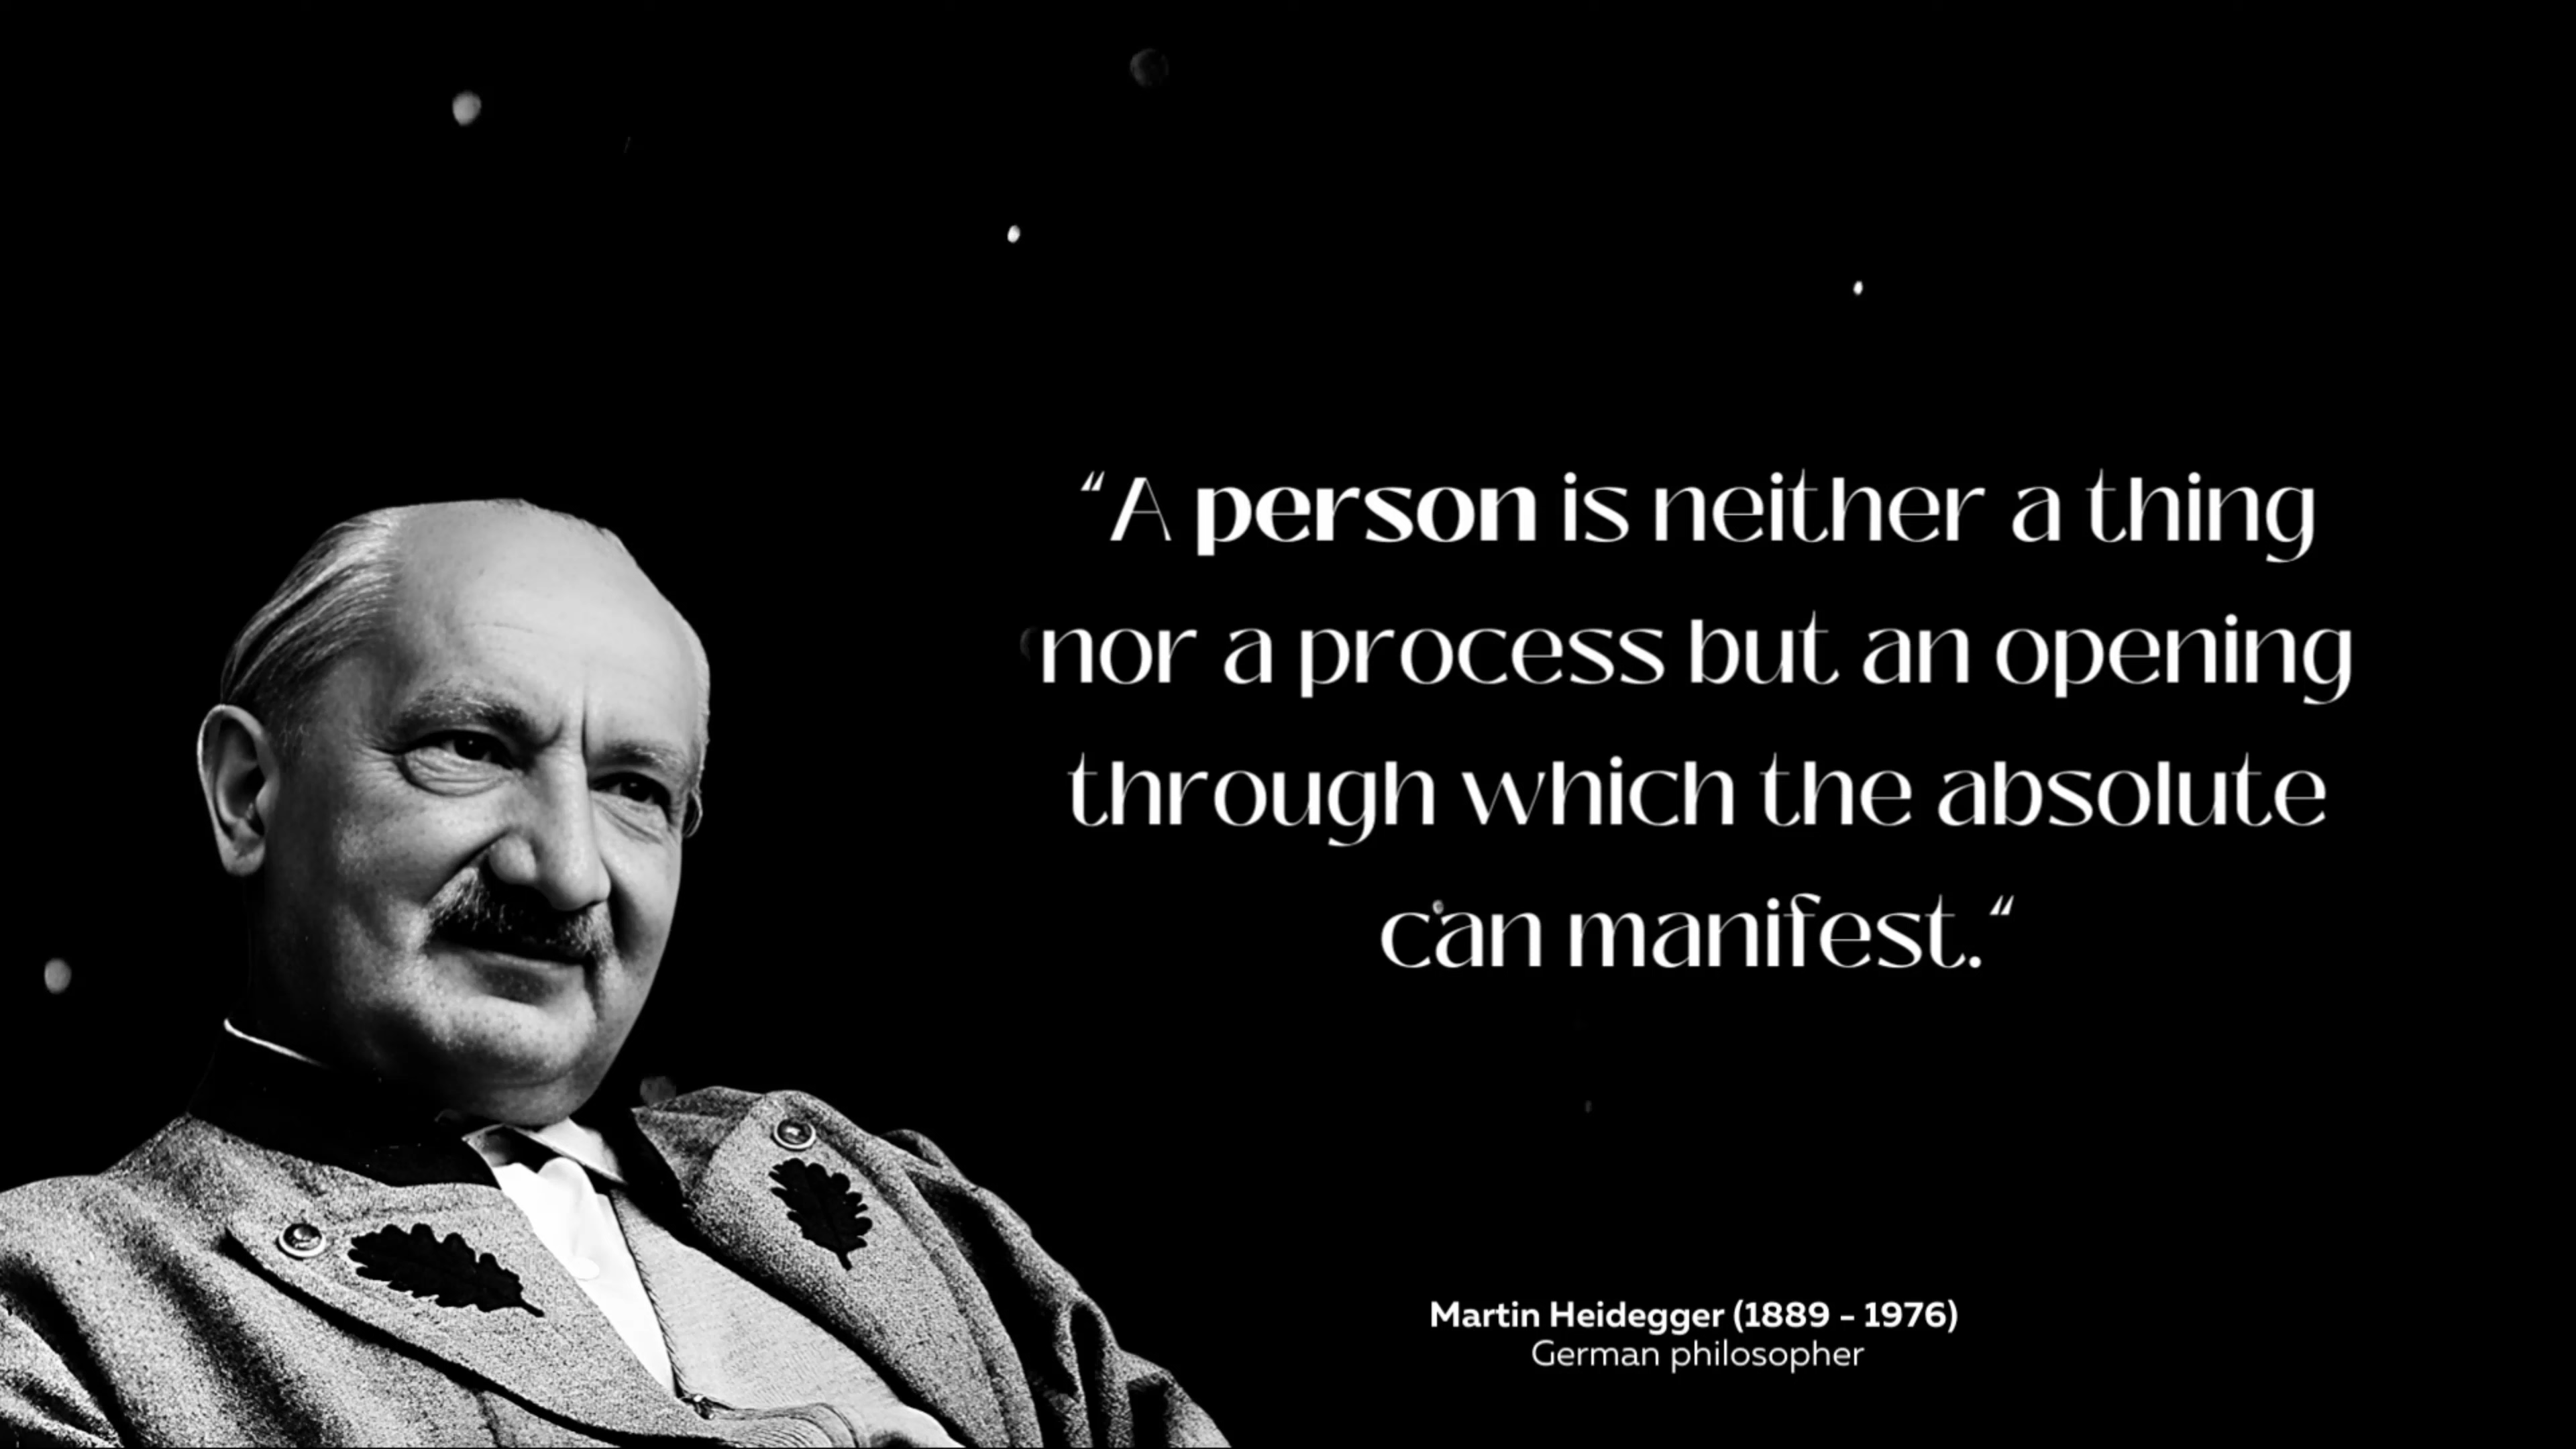 “A person is neither a thing
nor a process but an opening
through which the absolute
can manifest.“
Martin Heidegger (1889 - 1976)
German philosopher